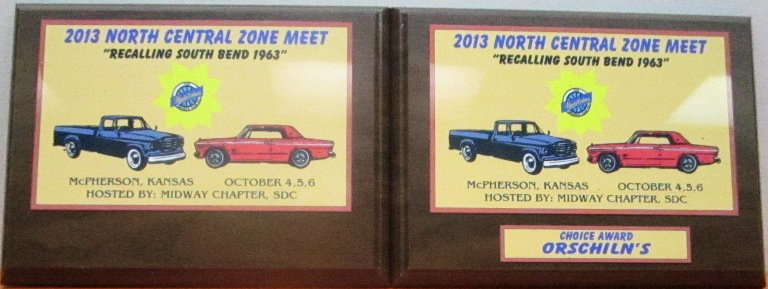 2013 NORTH CENTRAL ZONE MEET
"RECALLING SOUTH BEND 1963"
McPHERSON, KANSAS OCTOBER 4,5,6
HOSTED BY: MIDWAY CHAPTER, SDC
2013 NORTH CENTRAL ZONE MEET
"RECALLING SOUTH BEND 1963"
McPHERSON, KANSAS OCTOBER 4,5,6
HOSTED BY: MIDWAY CHAPTER, SDC
CHOICE AWARD
ORSCHILN'S